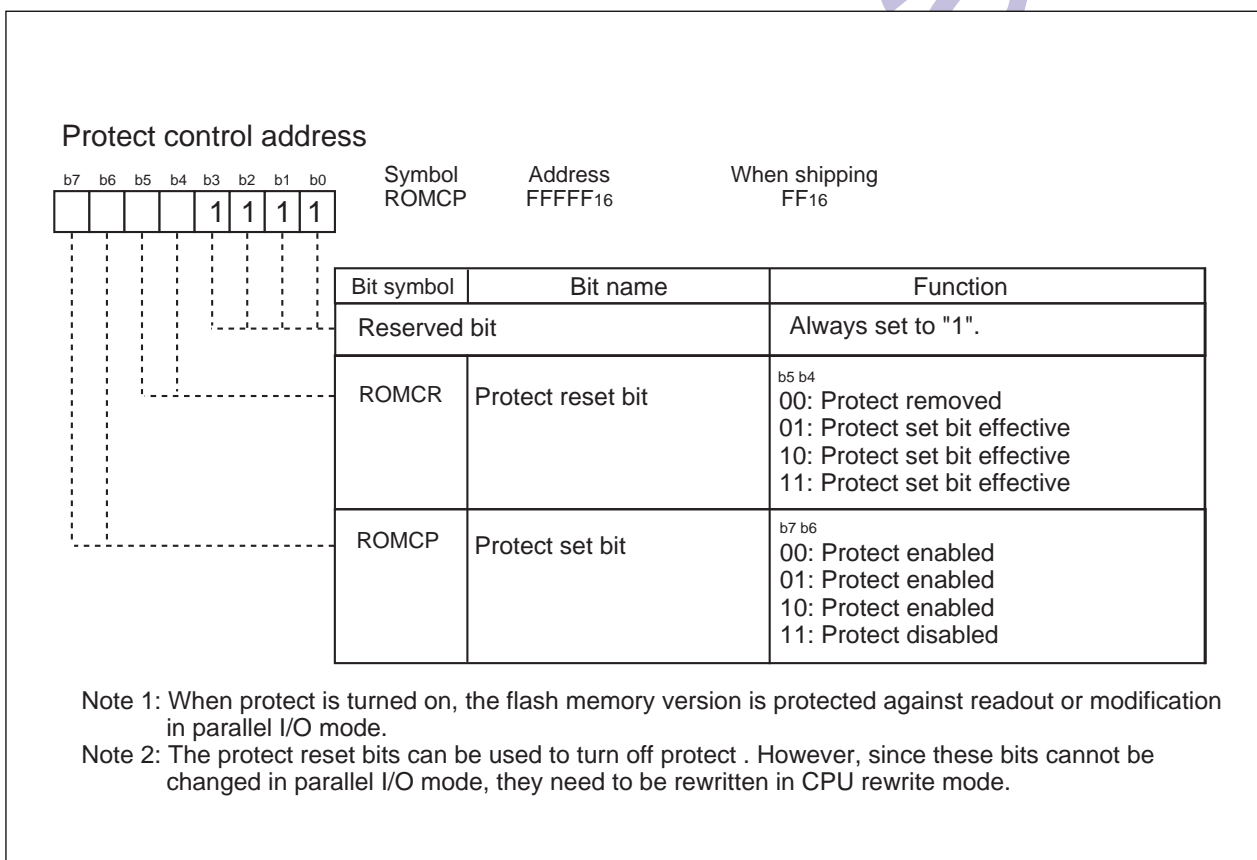 Protect control address
b7 b6 b5 b4 b3 b2 b1 b0
1 1 1 1
Symbol Address When shipping
ROMCP FFFFF16 FF16
Bit symbol Bit name Function
Reserved bit Always set to "1".
ROMCR Protect reset bit
b5 b4
00: Protect removed
01: Protect set bit effective
10: Protect set bit effective
11: Protect set bit effective
ROMCP Protect set bit
b7 b6
00: Protect enabled
01: Protect enabled
10: Protect enabled
11: Protect disabled
Note 1: When protect is turned on, the flash memory version is protected against readout or modification
in parallel I/O mode.
Note 2: The protect reset bits can be used to turn off protect . However, since these bits cannot be
changed in parallel I/O mode, they need to be rewritten in CPU rewrite mode.